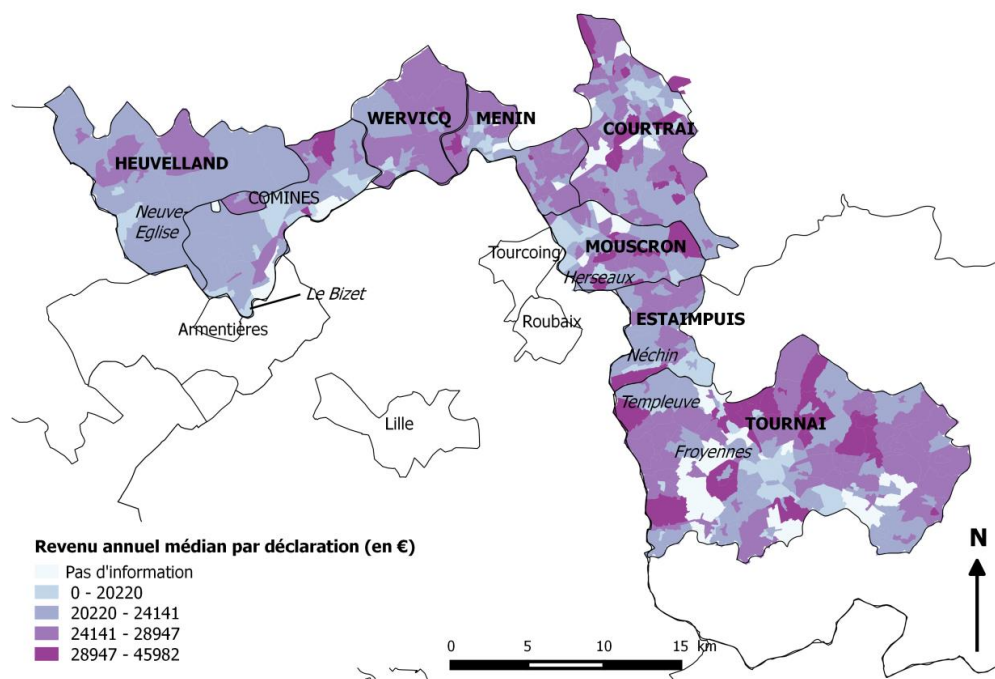 WERVICQ
MENIN
COURTRAI
HEUVELLAND
COMINES
Neuve-
Eglise
MOUSCRON
Tourcoing
Herseaux
Le Bizet
Armentières
Roubaix
ESTAIMPUIS
Néchin
Templeuve
TOURNAI
Lille
Froyennes
Revenu annuel médian par déclaration (en €)
Pas d'information
0 - 20220
20220 - 24141
24141 - 28947
28947 - 45982
0 5 10 15 km
N